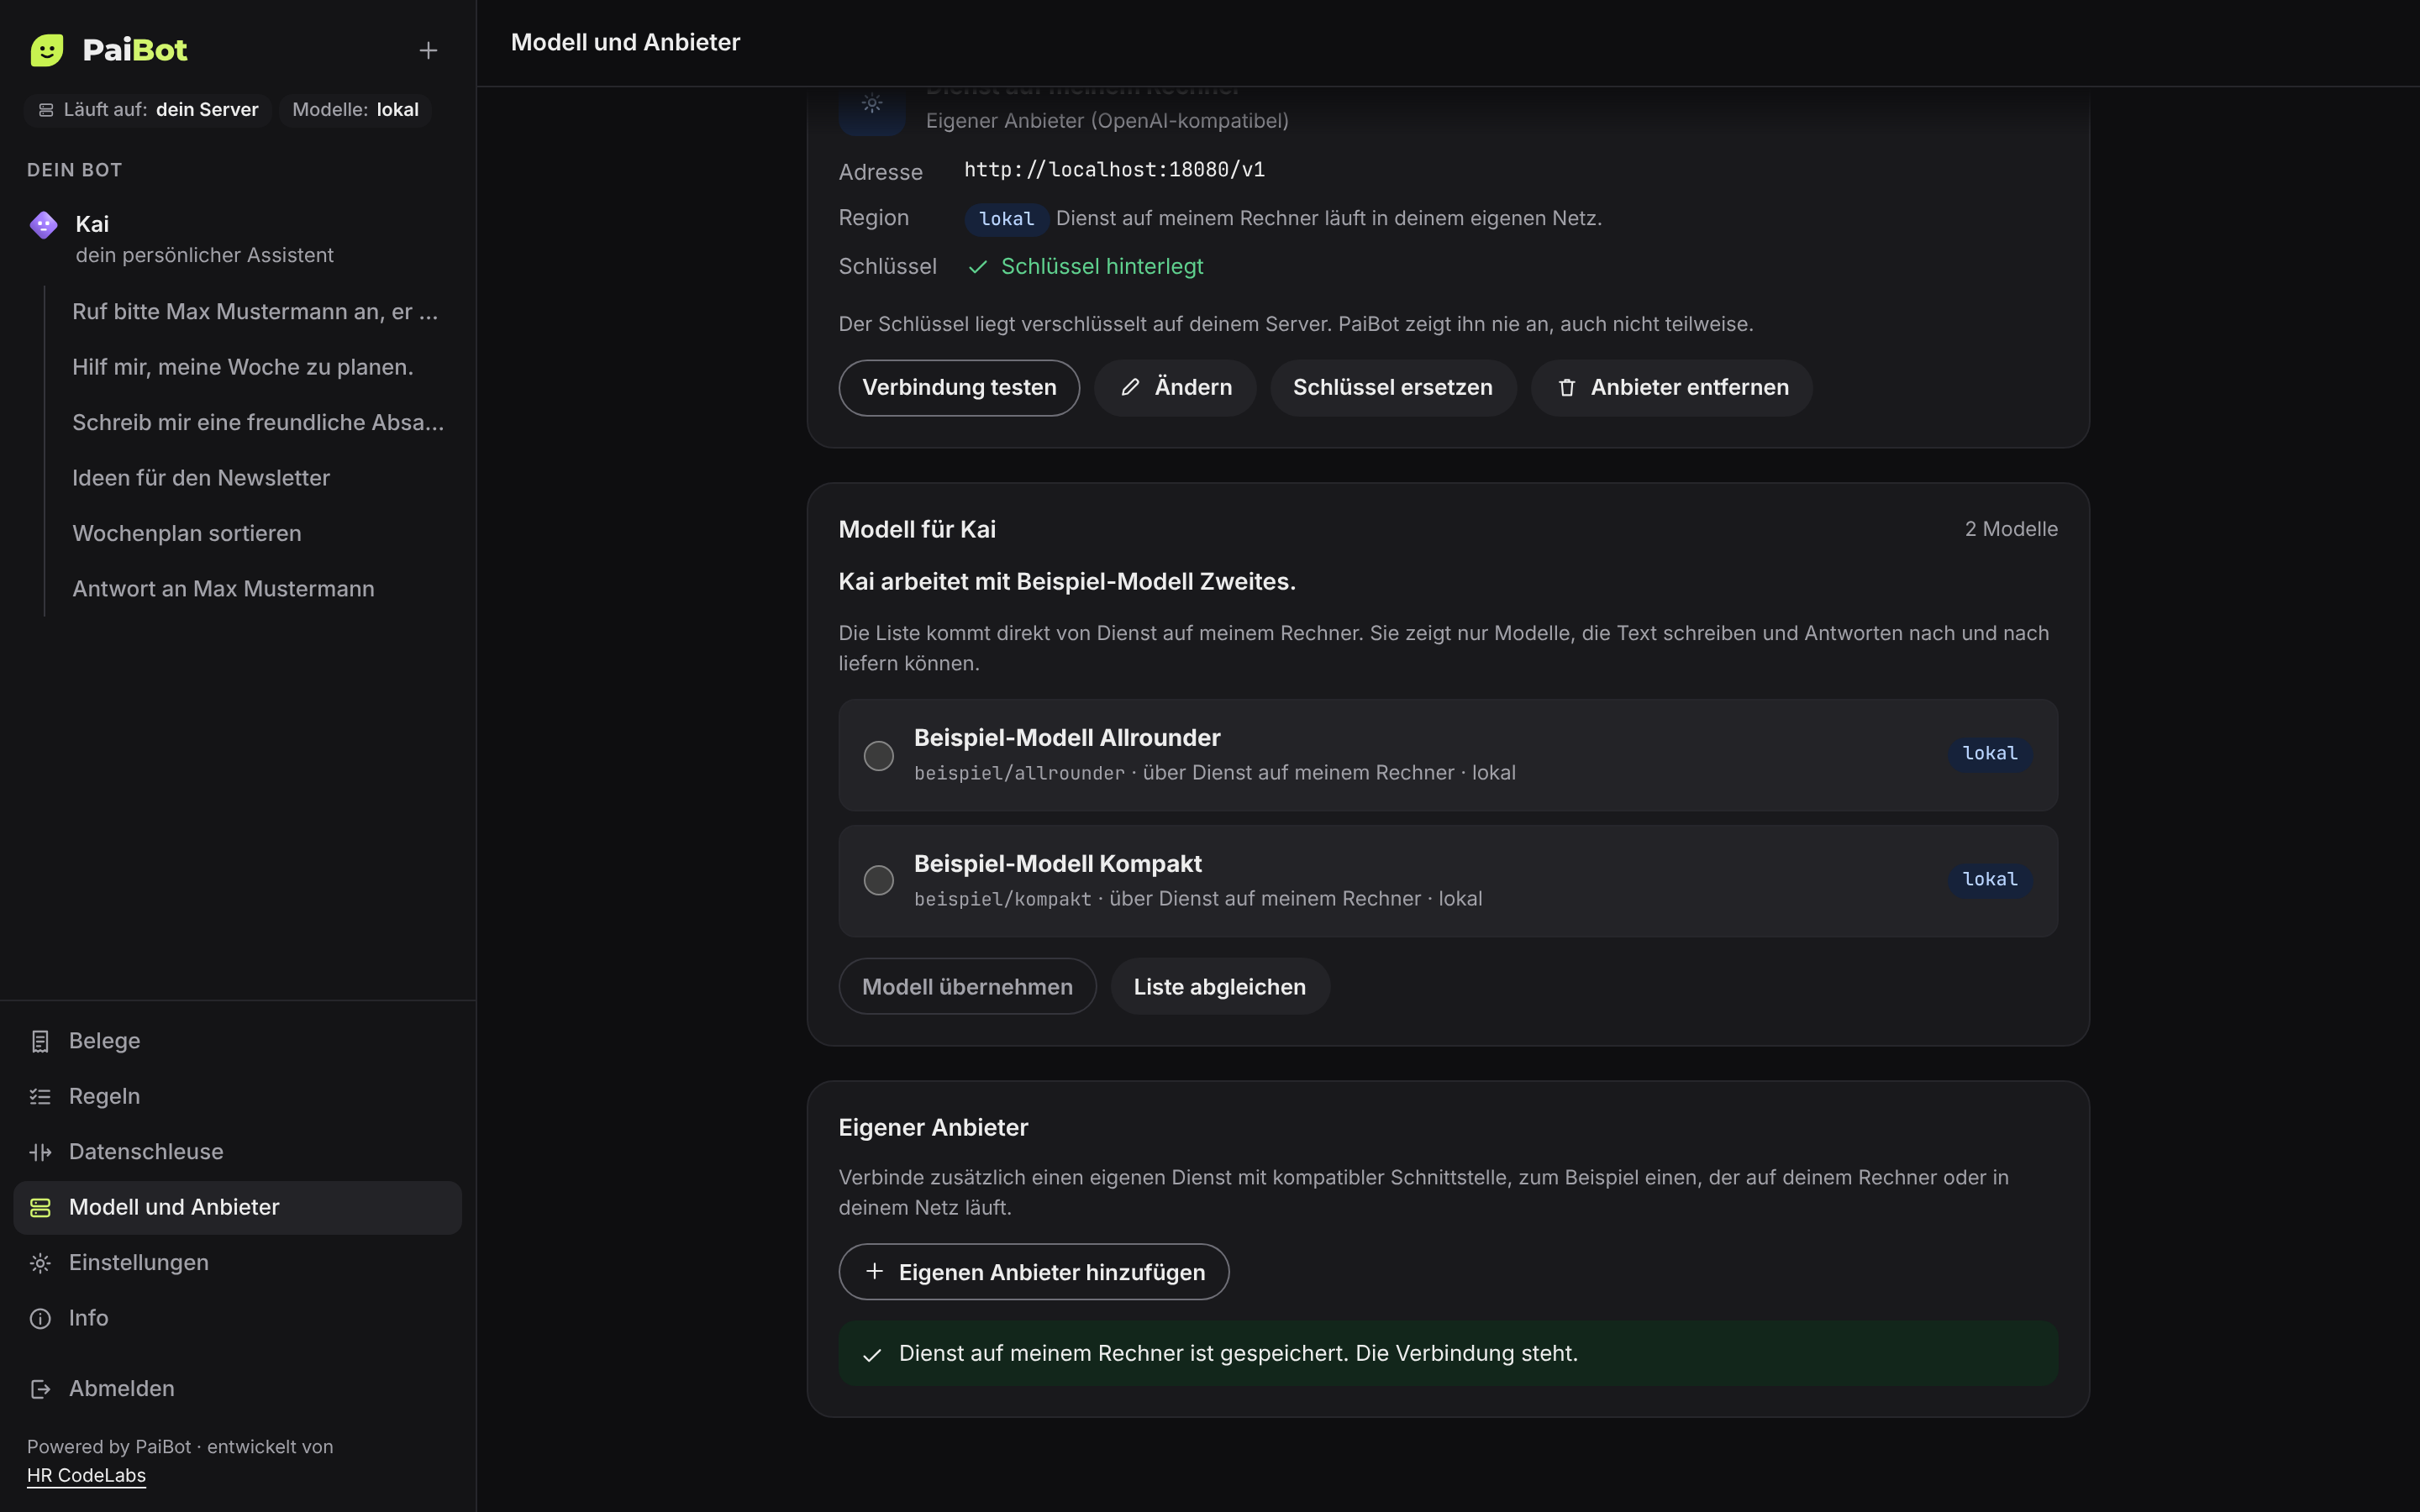 PaiBot
Läuft auf: dein Server
Modelle: lokal
DEIN BOT
Kai
dein persönlicher Assistent
Ruf bitte Max Mustermann an, er ...
Hilf mir, meine Woche zu planen.
Schreib mir eine freundliche Absa...
Ideen für den Newsletter
Wochenplan sortieren
Antwort an Max Mustermann
Belege
Regeln
Datenschleuse
Modell und Anbieter
Einstellungen
Info
Abmelden
Powered by PaiBot · entwickelt von
HR CodeLabs
Modell und Anbieter
Dienst auf meinem Rechner
Eigener Anbieter (OpenAI-kompatibel)
Adresse http://localhost:18080/v1
Region lokal Dienst auf meinem Rechner läuft in deinem eigenen Netz.
Schlüssel Schlüssel hinterlegt
Der Schlüssel liegt verschlüsselt auf deinem Server. PaiBot zeigt ihn nie an, auch nicht teilweise.
Verbindung testen Ändern Schlüssel ersetzen Anbieter entfernen
Modell für Kai 2 Modelle
Kai arbeitet mit Beispiel-Modell Zweites.
Die Liste kommt direkt von Dienst auf meinem Rechner. Sie zeigt nur Modelle, die Text schreiben und Antworten nach und nach
liefern können.
Beispiel-Modell Allrounder
beispiel/allrounder · über Dienst auf meinem Rechner · lokal
lokal
Beispiel-Modell Kompakt
beispiel/kompakt · über Dienst auf meinem Rechner · lokal
lokal
Modell übernehmen Liste abgleichen
Eigener Anbieter
Verbinde zusätzlich einen eigenen Dienst mit kompatibler Schnittstelle, zum Beispiel einen, der auf deinem Rechner oder in
deinem Netz läuft.
Eigenen Anbieter hinzufügen
Dienst auf meinem Rechner ist gespeichert. Die Verbindung steht.